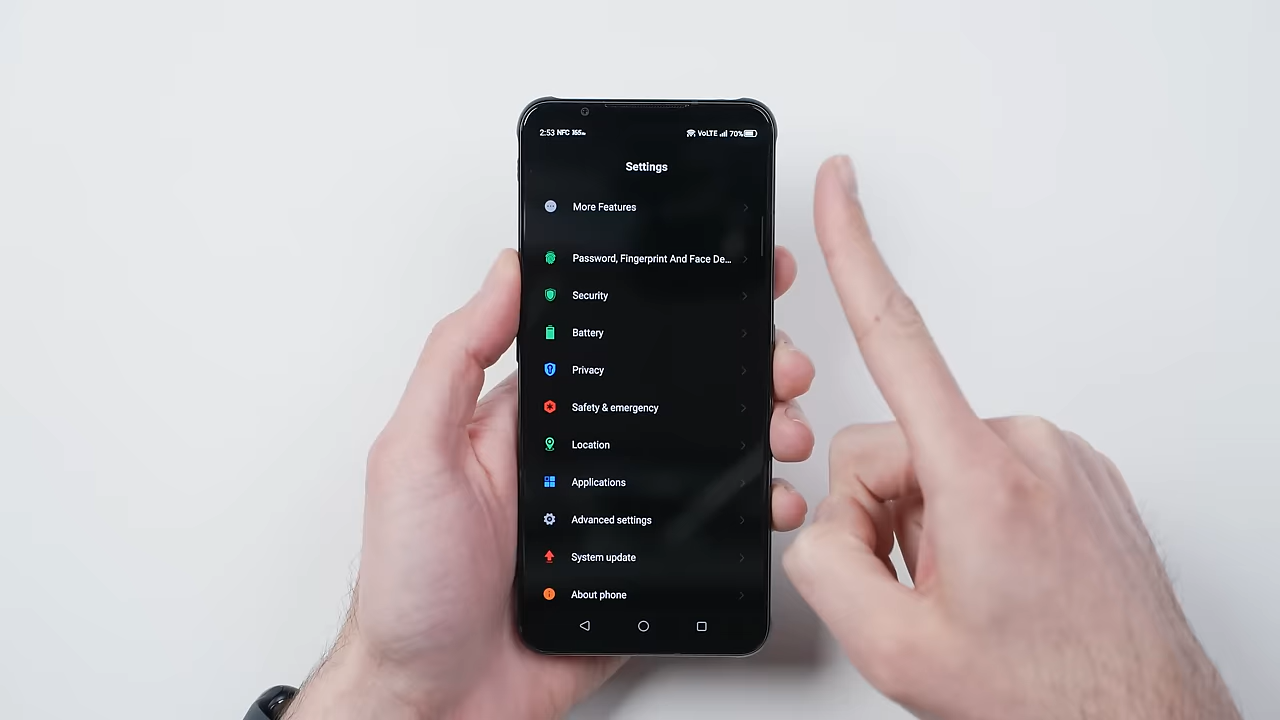 2:53 NFC VoLTE 70%
Settings
More Features
Password, Fingerprint And Face De...
Security
Battery
Privacy
Safety & emergency
Location
Applications
Advanced settings
System update
About phone